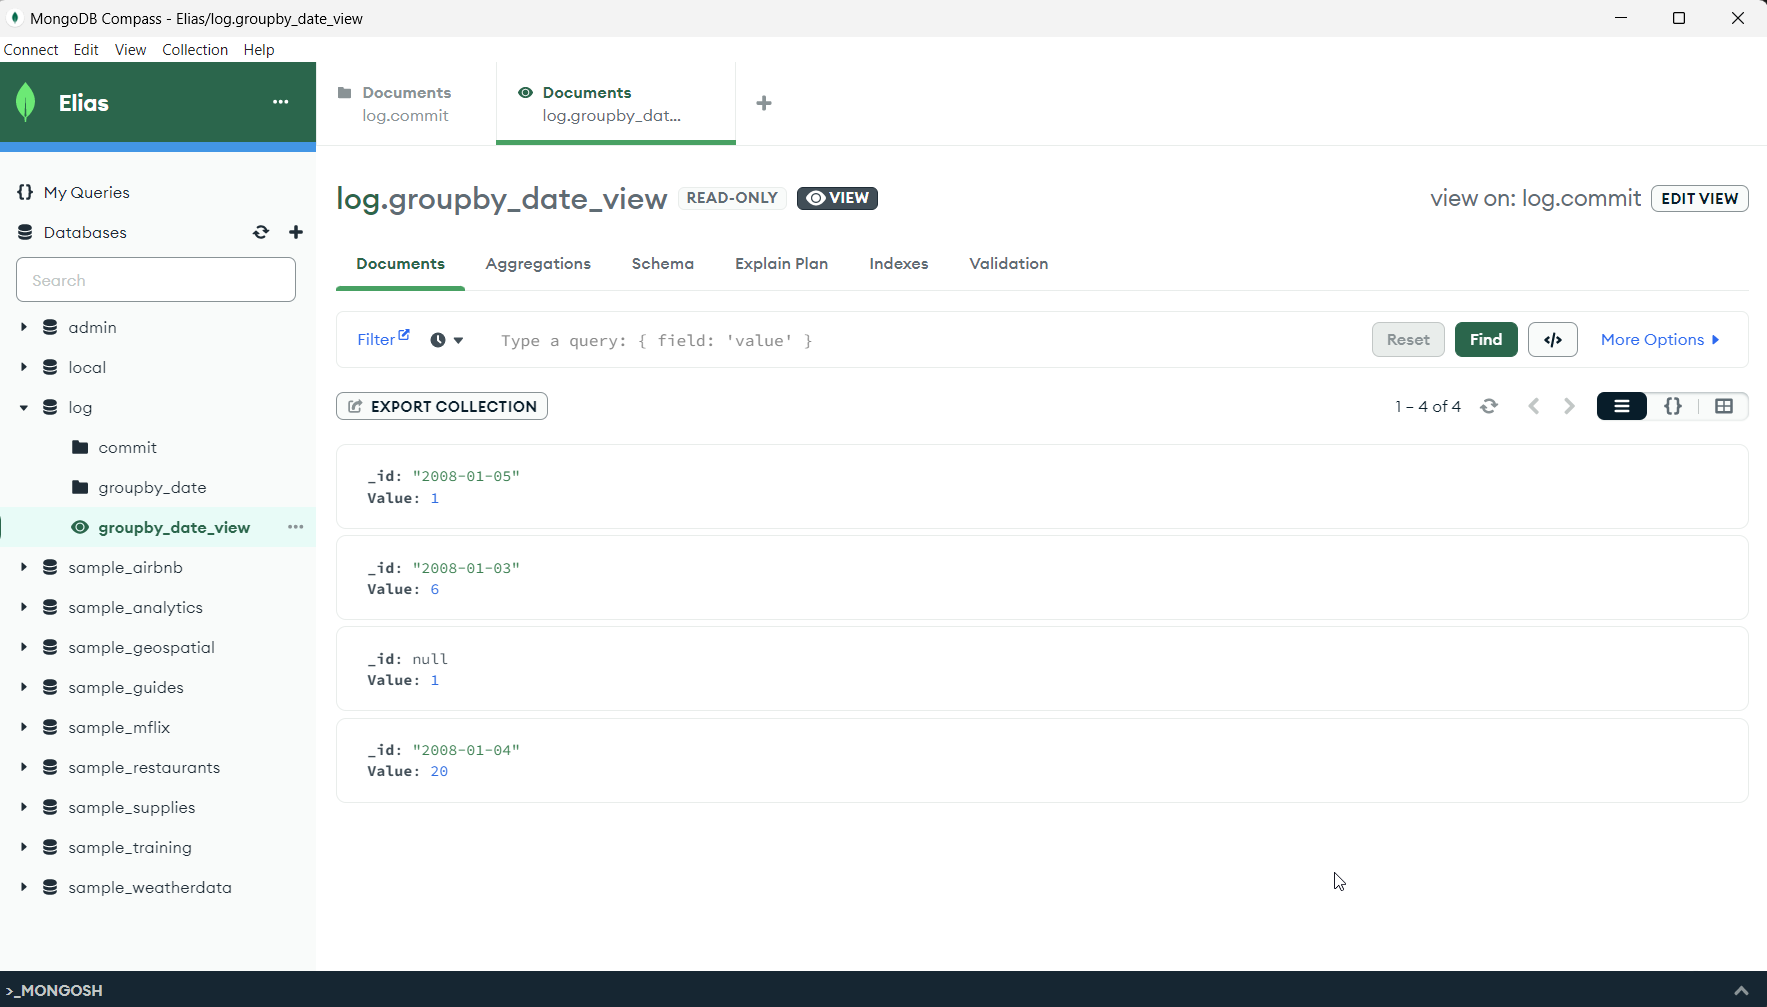 MongoDB Compass - Elias/log.groupby_date_view
Connect Edit View Collection Help
Elias
Documents
log.commit
Documents
log.groupby_dat...
My Queries
Databases
Search
admin
local
log
commit
groupby_date
groupby_date_view
sample_airbnb
sample_analytics
sample_geospatial
sample_guides
sample_mflix
sample_restaurants
sample_supplies
sample_training
sample_weatherdata
log.groupby_date_view READ-ONLY VIEW
view on: log.commit EDIT VIEW
Documents Aggregations Schema Explain Plan Indexes Validation
Filter Type a query: { field: 'value' } Reset Find </> More Options
EXPORT COLLECTION 1 – 4 of 4 {}
_id: "2008-01-05"
Value: 1
_id: "2008-01-03"
Value: 6
_id: null
Value: 1
_id: "2008-01-04"
Value: 20
>_MONGOSH